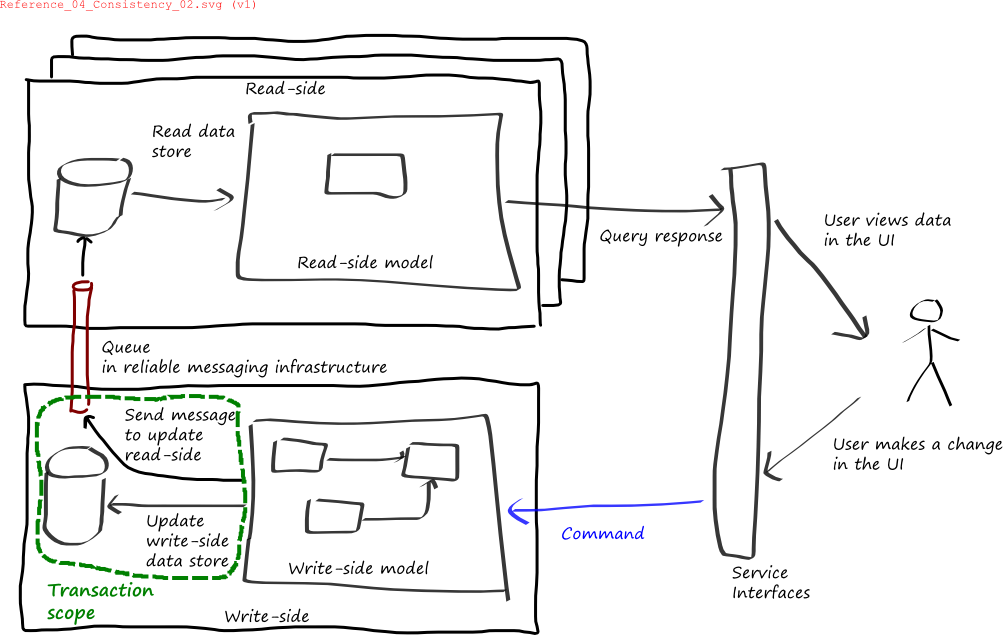 Reference_04_Consistency_02.svg (v1)
Read-side
Read data
store
Read-side model
Query response
User views data
in the UI
Queue
in reliable messaging infrastructure
Send message
to update
read-side
Update
write-side
data store
Write-side model
Transaction
scope
Write-side
Command
User makes a change
in the UI
Service
Interfaces